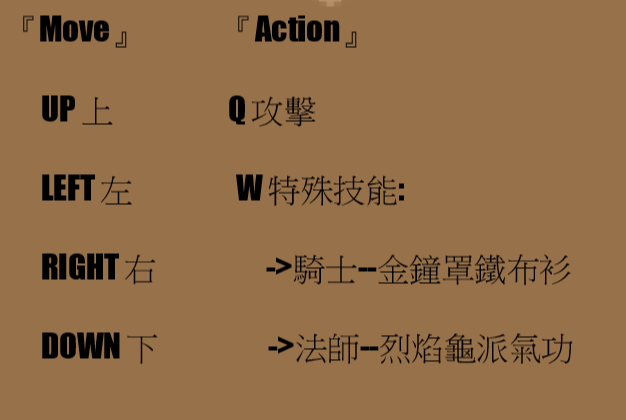 『Move』 『Action』
UP 上 Q 攻擊
LEFT 左 W 特殊技能:
RIGHT 右 ->騎士--金鐘罩鐵布衫
DOWN 下 ->法師--烈焰龜派氣功